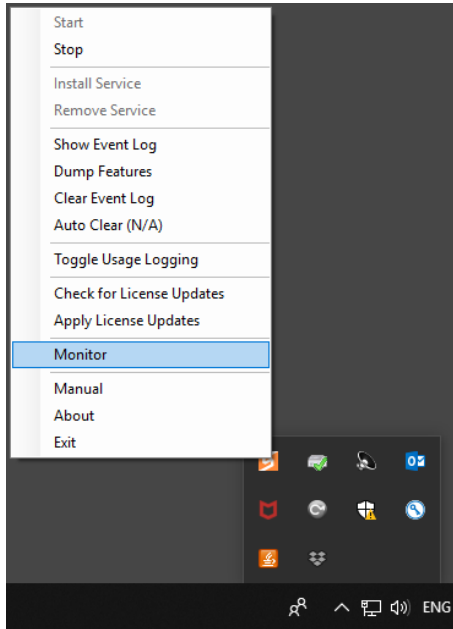 Start
Stop
Install Service
Remove Service
Show Event Log
Dump Features
Clear Event Log
Auto Clear (N/A)
Toggle Usage Logging
Check for License Updates
Apply License Updates
Monitor
Manual
About
Exit
ENG